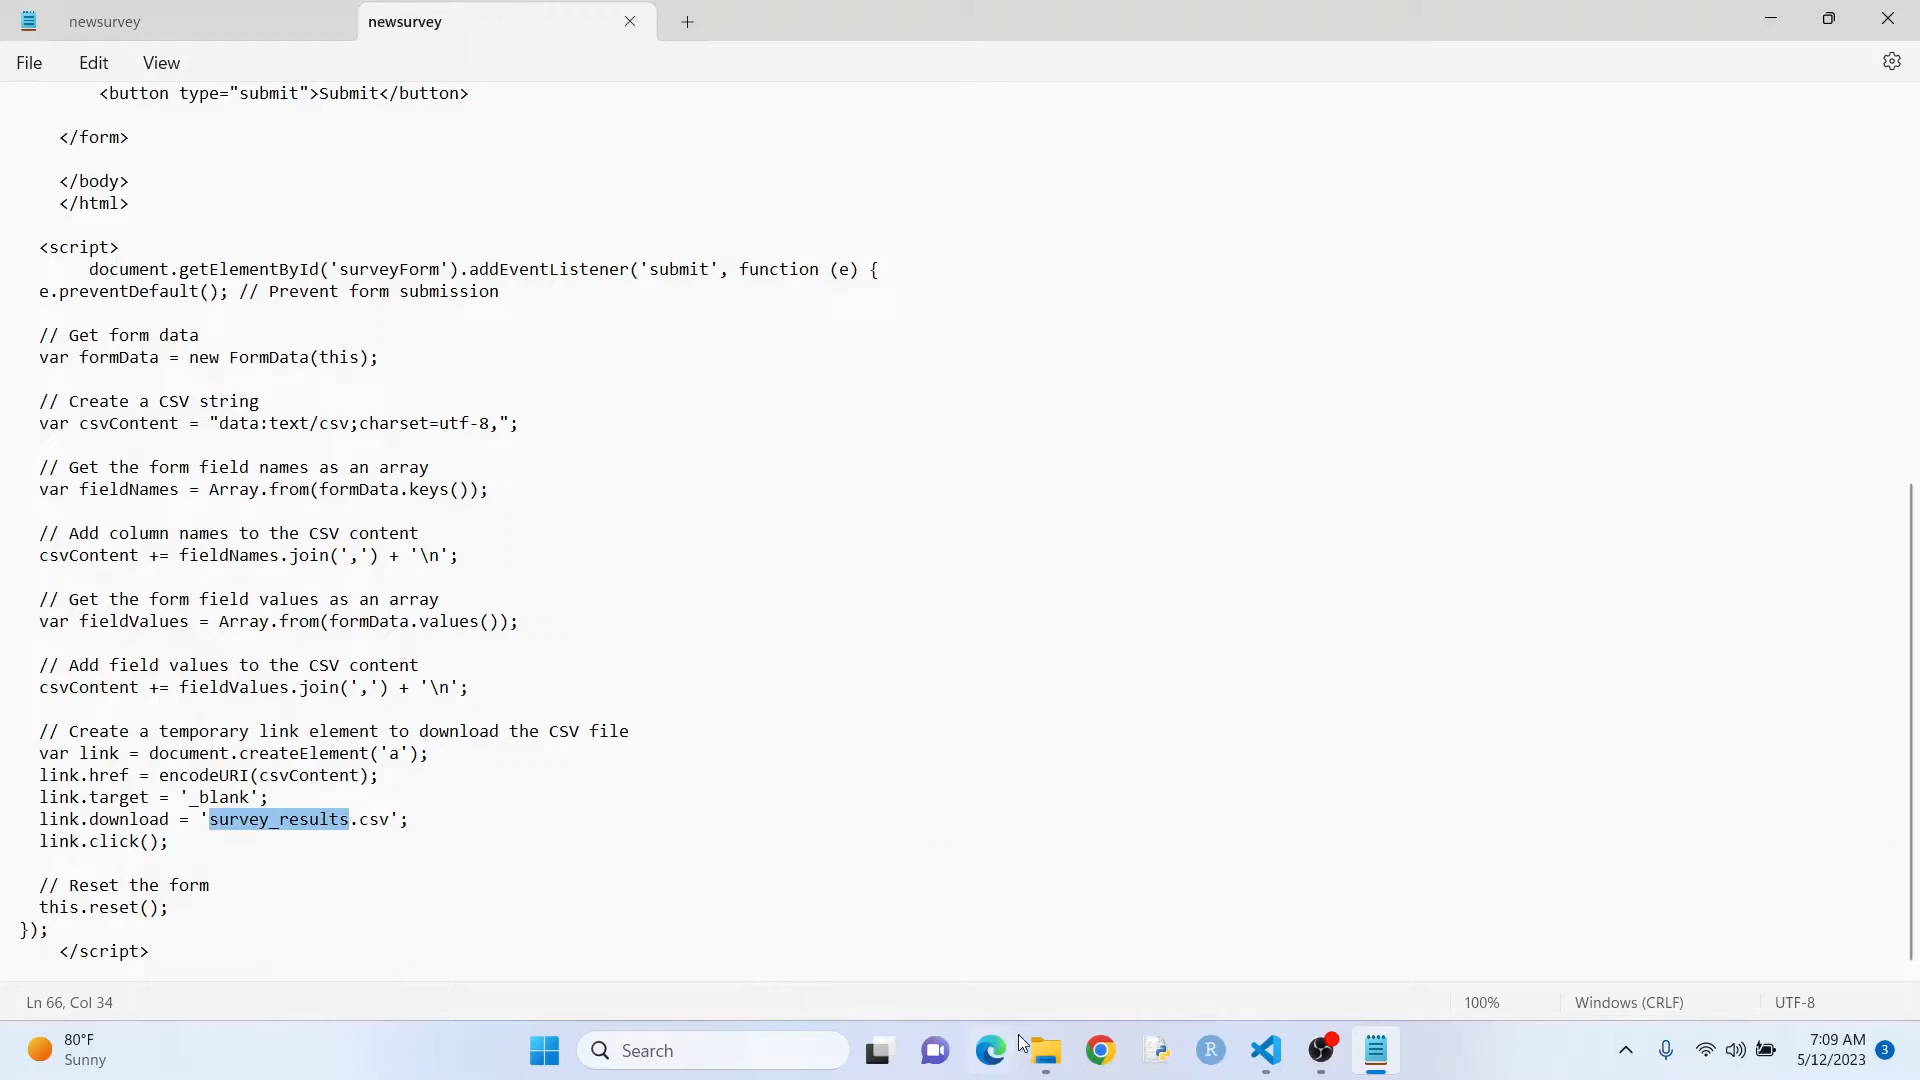 newsurvey
newsurvey
File Edit View
<button type="submit">Submit</button>
</form>
</body>
</html>
<script>
document.getElementById('surveyForm').addEventListener('submit', function (e) {
e.preventDefault(); // Prevent form submission
// Get form data
var formData = new FormData(this);
// Create a CSV string
var csvContent = "data:text/csv;charset=utf-8,";
// Get the form field names as an array
var fieldNames = Array.from(formData.keys());
// Add column names to the CSV content
csvContent += fieldNames.join(',') + '\n';
// Get the form field values as an array
var fieldValues = Array.from(formData.values());
// Add field values to the CSV content
csvContent += fieldValues.join(',') + '\n';
// Create a temporary link element to download the CSV file
var link = document.createElement('a');
link.href = encodeURI(csvContent);
link.target = '_blank';
link.download = 'survey_results.csv';
link.click();
// Reset the form
this.reset();
});
</script>
Ln 66, Col 34
100%
Windows (CRLF)
UTF-8
80°F
Sunny
Search
R
7:09 AM
5/12/2023
3